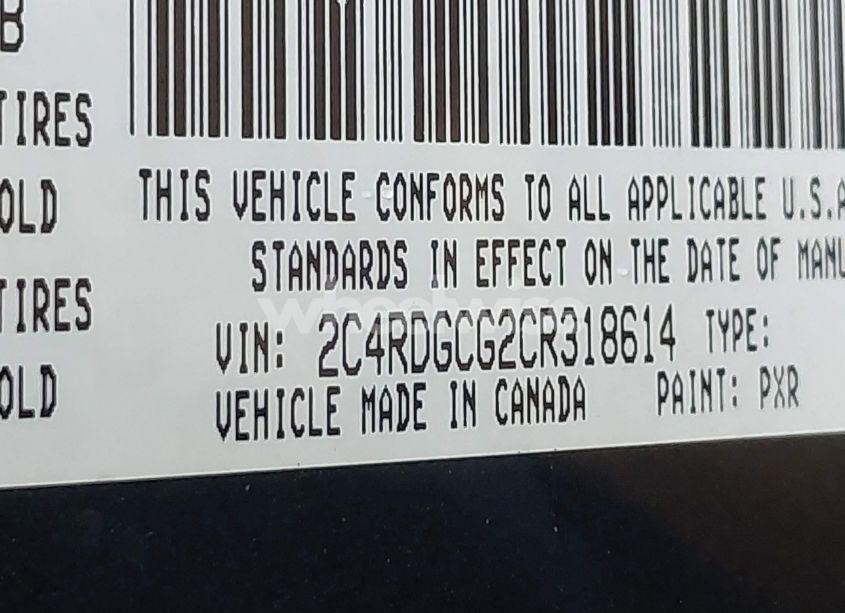 B
TIRES
OLD
TIRES
OLD
THIS VEHICLE CONFORMS TO ALL APPLICABLE U.S.A
STANDARDS IN EFFECT ON THE DATE OF MANU
wheelwise
VIN: 2C4RDGCG2CR318614 TYPE:
VEHICLE MADE IN CANADA PAINT: PXR